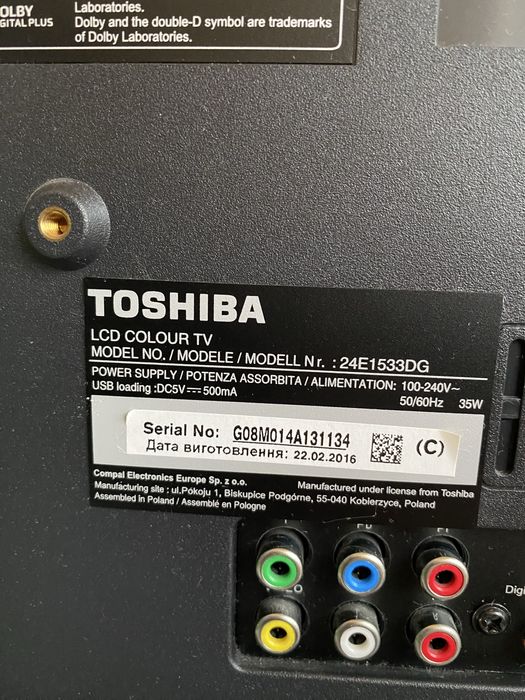 Laboratories.
DOLBY
DIGITAL PLUS
Dolby and the double-D symbol are trademarks
of Dolby Laboratories.
TOSHIBA
LCD COLOUR TV
MODEL NO. / MODELE / MODELL Nr. : 24E1533DG
POWER SUPPLY / POTENZA ASSORBITA / ALIMENTATION: 100-240V~
USB loading :DC5V⎓500mA
50/60Hz 35W
Serial No: G08M014A131134
Дата виготовлення: 22.02.2016
(C)
Compal Electronics Europe Sp. z o.o.
Manufactured under license from Toshiba
Manufacturing site : ul.Pokoju 1, Biskupice Podgórne, 55-040 Kobierzyce, Poland
Assembled in Poland / Assemblé en Pologne